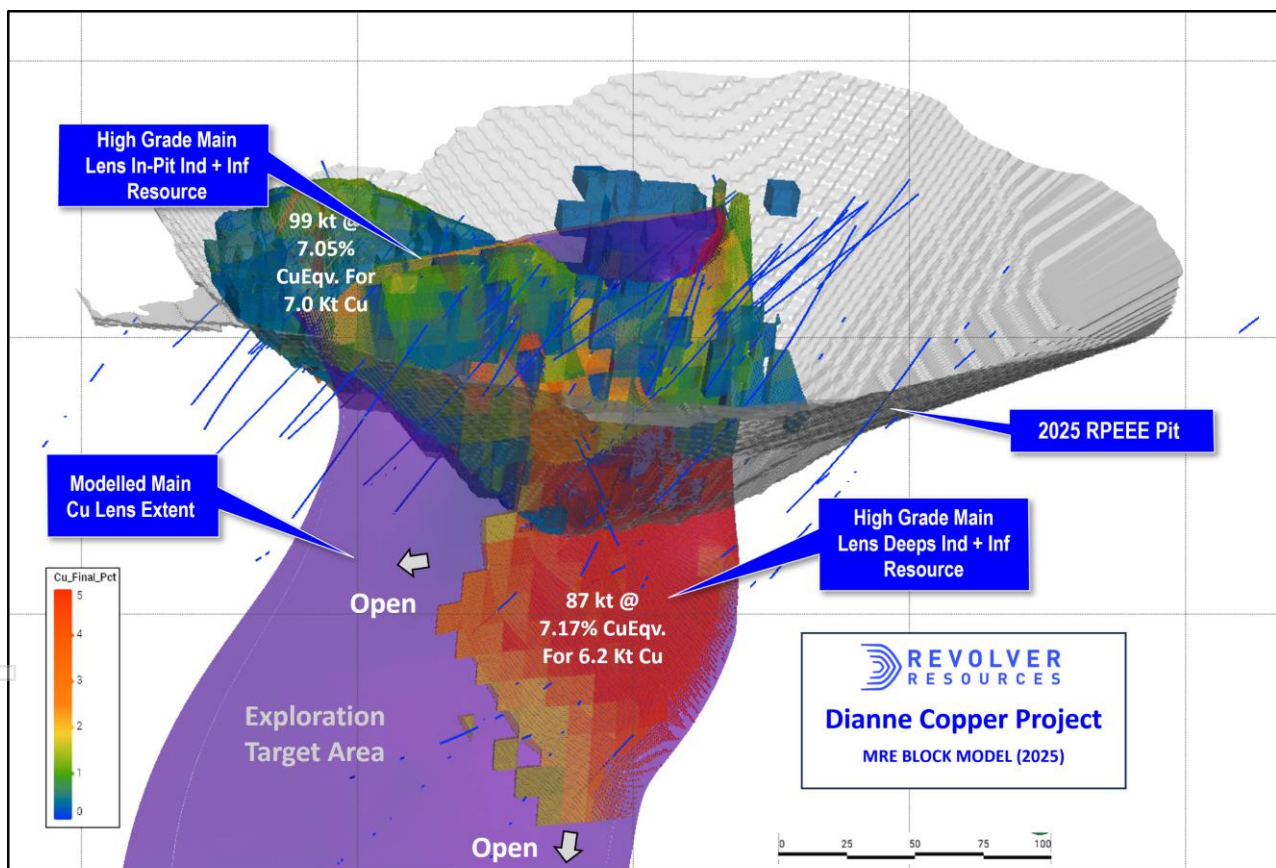 High Grade Main
Lens In-Pit Ind + Inf
Resource
99 kt @
7.05%
CuEqv. For
7.0 Kt Cu
2025 RPEEE Pit
Modelled Main
Cu Lens Extent
High Grade Main
Lens Deeps Ind + Inf
Resource
Open
87 kt @
7.17% CuEqv.
For 6.2 Kt Cu
Cu_Final_Pct
5
4
3
2
1
0
Exploration
Target Area
Open
REVOLVER
RESOURCES
Dianne Copper Project
MRE BLOCK MODEL (2025)
0 25 50 75 100